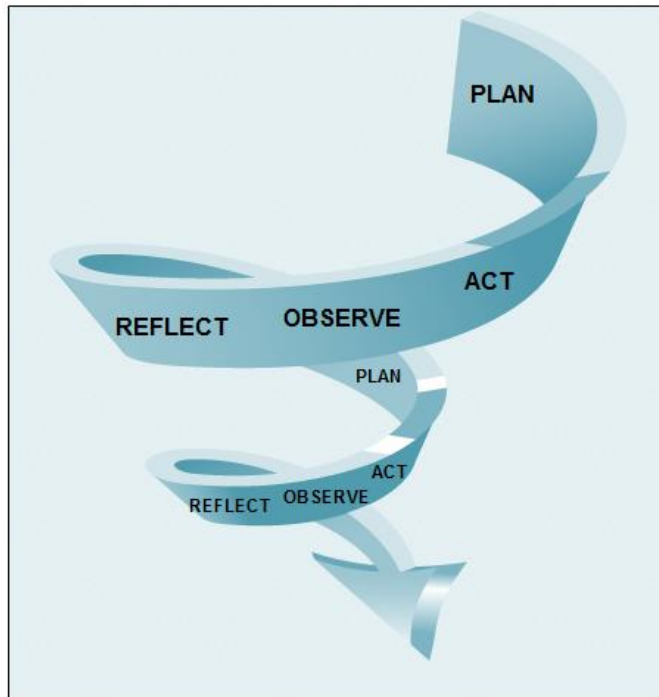 PLAN
ACT
OBSERVE
REFLECT
PLAN
ACT
OBSERVE
REFLECT